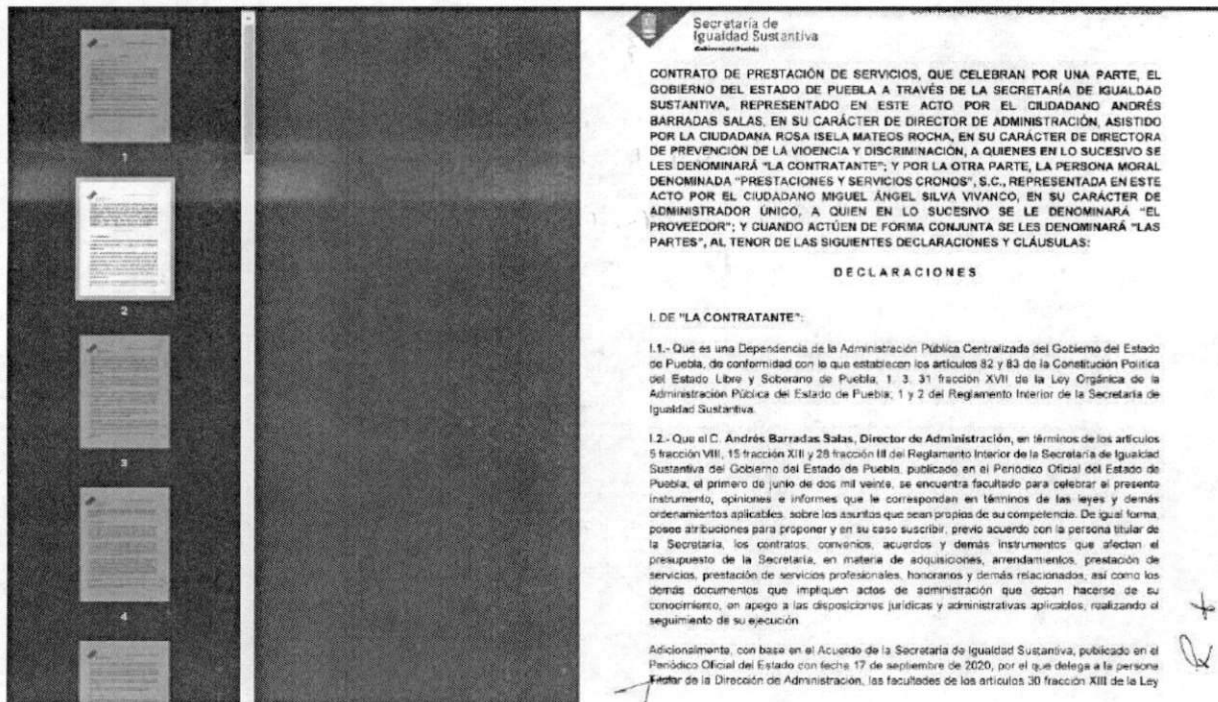 Secretaría de
Igualdad Sustantiva
Gobierno de Puebla
CONTRATO DE PRESTACIÓN DE SERVICIOS, QUE CELEBRAN POR UNA PARTE, EL
GOBIERNO DEL ESTADO DE PUEBLA A TRAVÉS DE LA SECRETARÍA DE IGUALDAD
SUSTANTIVA, REPRESENTADO EN ESTE ACTO POR EL CIUDADANO ANDRÉS
BARRADAS SALAS, EN SU CARÁCTER DE DIRECTOR DE ADMINISTRACIÓN, ASISTIDO
POR LA CIUDADANA ROSA ISELA MATEOS ROCHA, EN SU CARÁCTER DE DIRECTORA
DE PREVENCIÓN DE LA VIOENCIA Y DISCRIMINACIÓN, A QUIENES EN LO SUCESIVO SE
LES DENOMINARÁ "LA CONTRATANTE"; Y POR LA OTRA PARTE, LA PERSONA MORAL
DENOMINADA "PRESTACIONES Y SERVICIOS CRONOS", S.C., REPRESENTADA EN ESTE
ACTO POR EL CIUDADANO MIGUEL ÁNGEL SILVA VIVANCO, EN SU CARÁCTER DE
ADMINISTRADOR ÚNICO, A QUIEN EN LO SUCESIVO SE LE DENOMINARÁ "EL
PROVEEDOR"; Y CUANDO ACTÚEN DE FORMA CONJUNTA SE LES DENOMINARÁ "LAS
PARTES", AL TENOR DE LAS SIGUIENTES DECLARACIONES Y CLÁUSULAS:
DECLARACIONES
I. DE "LA CONTRATANTE":
I.1.- Que es una Dependencia de la Administración Pública Centralizada del Gobierno del Estado
de Puebla, de conformidad con lo que establecen los artículos 82 y 83 de la Constitución Política
del Estado Libre y Soberano de Puebla; 1, 3, 31 fracción XVII de la Ley Orgánica de la
Administración Pública del Estado de Puebla; 1 y 2 del Reglamento Interior de la Secretaría de
Igualdad Sustantiva.
I.2.- Que el C. Andrés Barradas Salas, Director de Administración, en términos de los artículos
5 fracción VIII, 15 fracción XIII y 28 fracción III del Reglamento Interior de la Secretaría de Igualdad
Sustantiva del Gobierno del Estado de Puebla, publicado en el Periódico Oficial del Estado de
Puebla, el primero de junio de dos mil veinte, se encuentra facultado para celebrar el presente
instrumento, opiniones e informes que le correspondan en términos de las leyes y demás
ordenamientos aplicables, sobre los asuntos que sean propios de su competencia. De igual forma,
posee atribuciones para proponer y en su caso suscribir, previo acuerdo con la persona titular de
la Secretaría, los contratos, convenios, acuerdos y demás instrumentos que afecten el
presupuesto de la Secretaría, en materia de adquisiciones, arrendamientos, prestación de
servicios, prestación de servicios profesionales, honorarios y demás relacionados, así como los
demás documentos que impliquen actos de administración que deban hacerse de su
conocimiento, en apego a las disposiciones jurídicas y administrativas aplicables, realizando el
seguimiento de su ejecución.
Adicionalmente, con base en el Acuerdo de la Secretaría de Igualdad Sustantiva, publicado en el
Periódico Oficial del Estado con fecha 17 de septiembre de 2020, por el que delega a la persona
Titular de la Dirección de Administración, las facultades de los artículos 30 fracción XIII de la Ley
1
2
3
4